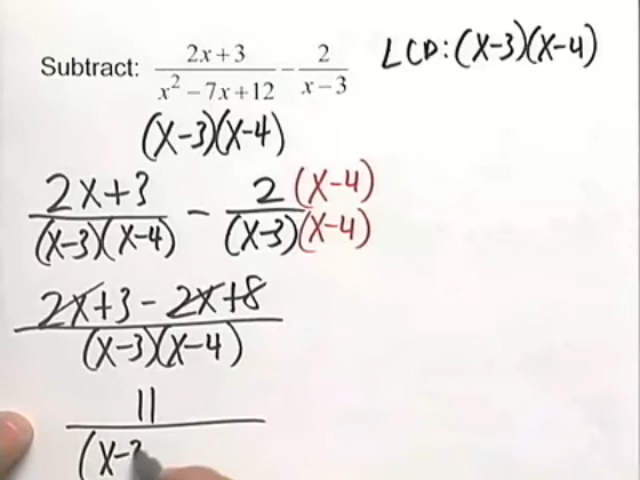 Subtract: (2x+3)/(x² − 7x + 12) − 2/(x−3) LCD: (x−3)(x−4)
(x−3)(x−4)
(2x+3)/((x−3)(x−4)) − 2(x−4)/((x−3)(x−4))
(2x+3 − 2x+8)/((x−3)(x−4))
11/(x−3